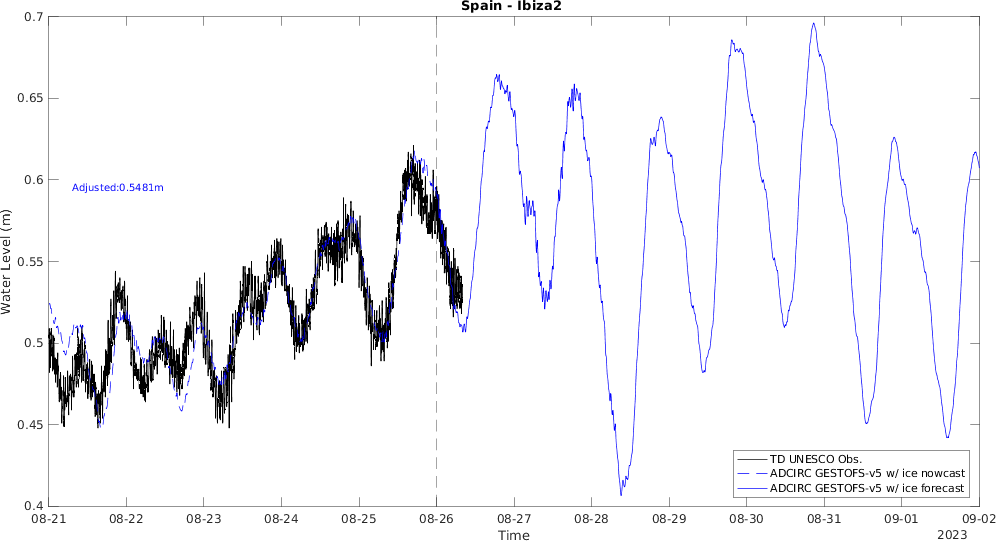 Spain - Ibiza2
0.7
0.65
0.6
0.55
0.5
0.45
0.4
Water Level (m)
Adjusted:0.5481m
TD UNESCO Obs.
ADCIRC GESTOFS-v5 w/ ice nowcast
ADCIRC GESTOFS-v5 w/ ice forecast
08-21 08-22 08-23 08-24 08-25 08-26 08-27 08-28 08-29 08-30 08-31 09-01 09-02
Time
2023